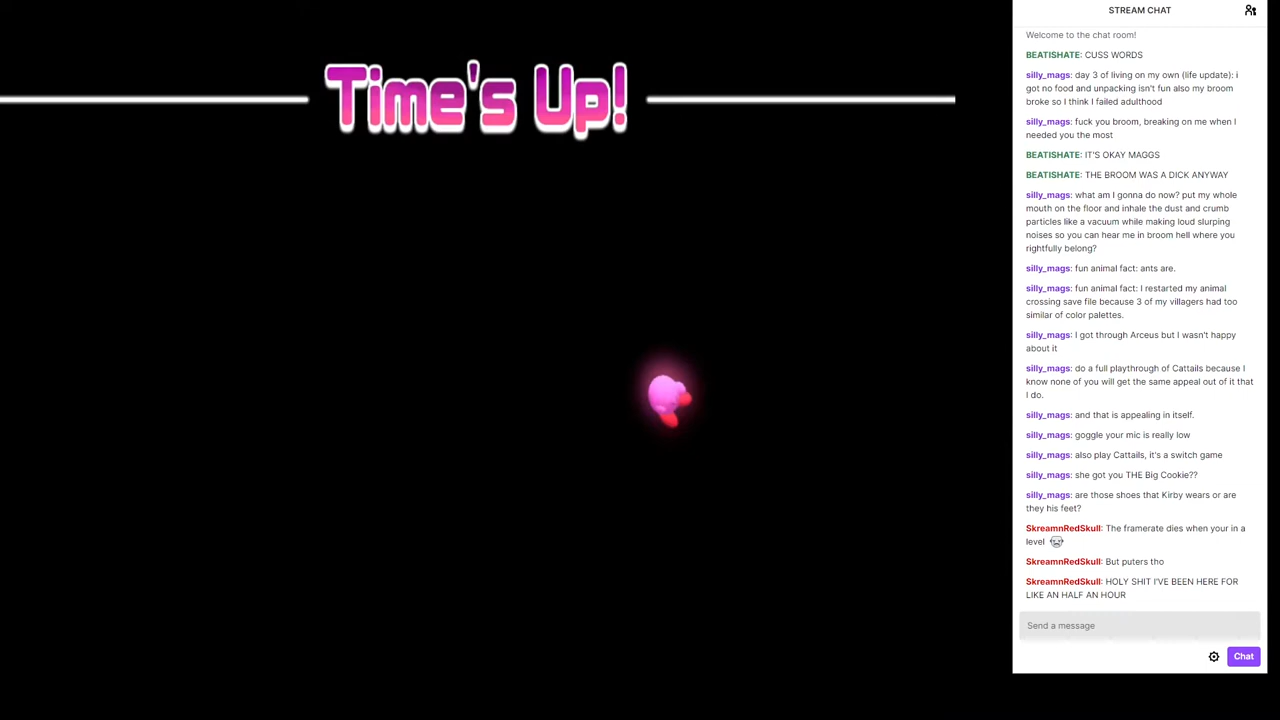 Time's Up!
STREAM CHAT
Welcome to the chat room!
BEATISHATE: CUSS WORDS
silly_mags: day 3 of living on my own (life update): i
got no food and unpacking isn't fun also my broom
broke so I think I failed adulthood
silly_mags: fuck you broom, breaking on me when I
needed you the most
BEATISHATE: IT'S OKAY MAGGS
BEATISHATE: THE BROOM WAS A DICK ANYWAY
silly_mags: what am I gonna do now? put my whole
mouth on the floor and inhale the dust and crumb
particles like a vacuum while making loud slurping
noises so you can hear me in broom hell where you
rightfully belong?
silly_mags: fun animal fact: ants are.
silly_mags: fun animal fact: I restarted my animal
crossing save file because 3 of my villagers had too
similar of color palettes.
silly_mags: I got through Arceus but I wasn't happy
about it
silly_mags: do a full playthrough of Cattails because I
know none of you will get the same appeal out of it that
I do.
silly_mags: and that is appealing in itself.
silly_mags: goggle your mic is really low
silly_mags: also play Cattails, it's a switch game
silly_mags: she got you THE Big Cookie??
silly_mags: are those shoes that Kirby wears or are
they his feet?
SkreamnRedSkull: The framerate dies when your in a
level
SkreamnRedSkull: But puters tho
SkreamnRedSkull: HOLY SHIT I'VE BEEN HERE FOR
LIKE AN HALF AN HOUR
Send a message
Chat